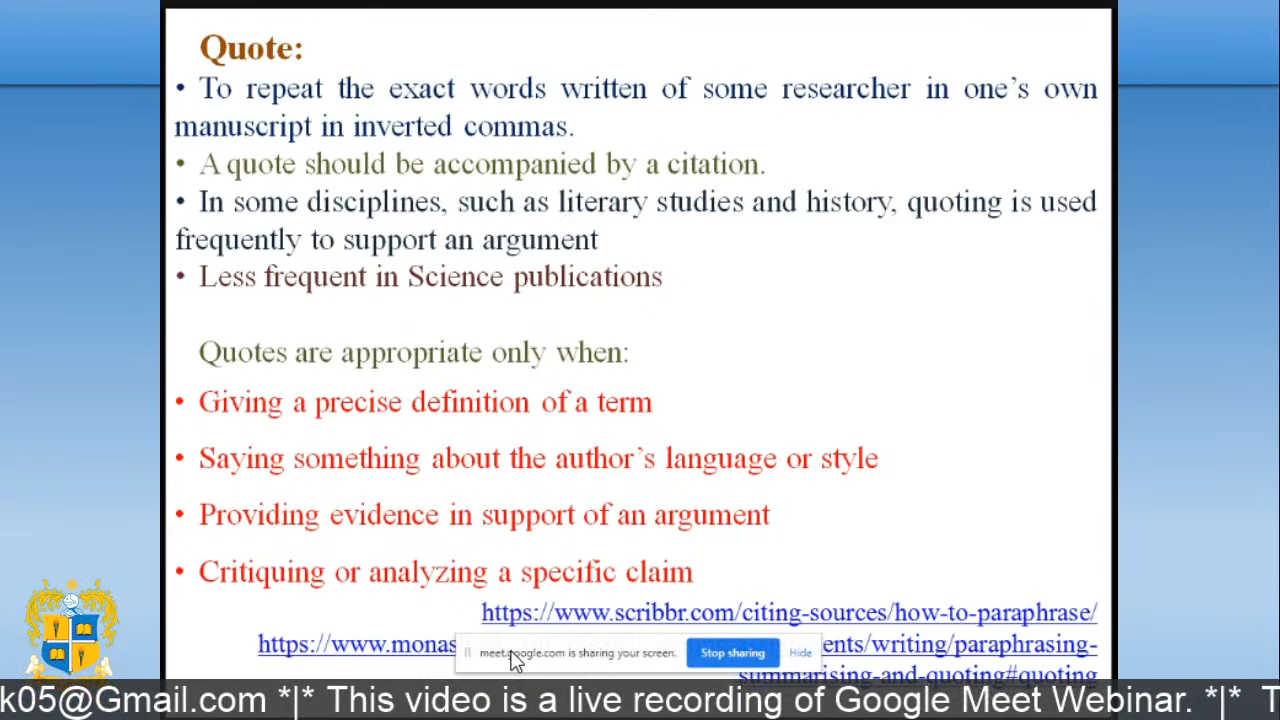 Quote:
• To repeat the exact words written of some researcher in one’s own
manuscript in inverted commas.
• A quote should be accompanied by a citation.
• In some disciplines, such as literary studies and history, quoting is used
frequently to support an argument
• Less frequent in Science publications
Quotes are appropriate only when:
• Giving a precise definition of a term
• Saying something about the author’s language or style
• Providing evidence in support of an argument
• Critiquing or analyzing a specific claim
https://www.scribbr.com/citing-sources/how-to-paraphrase/
https://www.monas ents/writing/paraphrasing-
meet.google.com is sharing your screen. Stop sharing Hide
summarising-and-quoting#quoting
k05@Gmail.com *|* This video is a live recording of Google Meet Webinar. *|* T